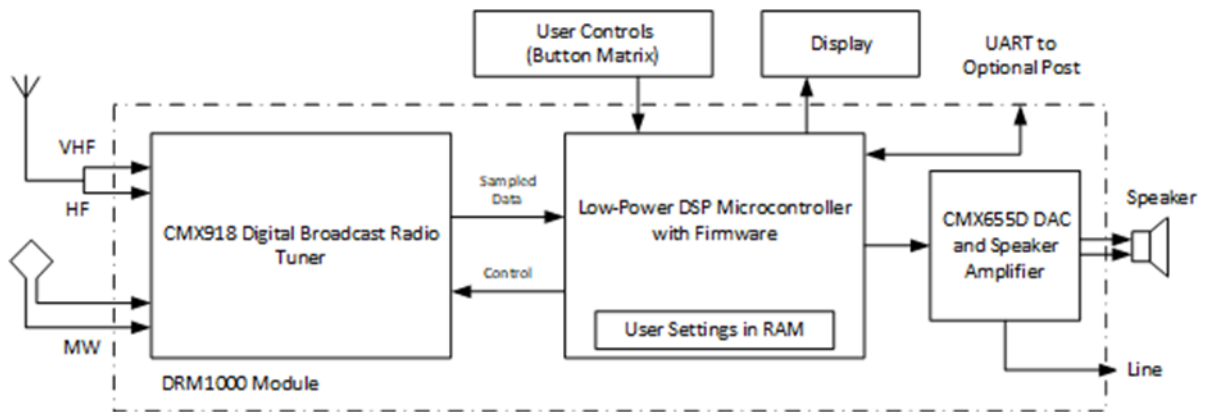 User Controls
(Button Matrix)
Display
UART to
Optional Post
VHF
HF
MW
CMX918 Digital Broadcast Radio
Tuner
Sampled
Data
Control
Low-Power DSP Microcontroller
with Firmware
User Settings in RAM
CMX655D DAC
and Speaker
Amplifier
Speaker
Line
DRM1000 Module